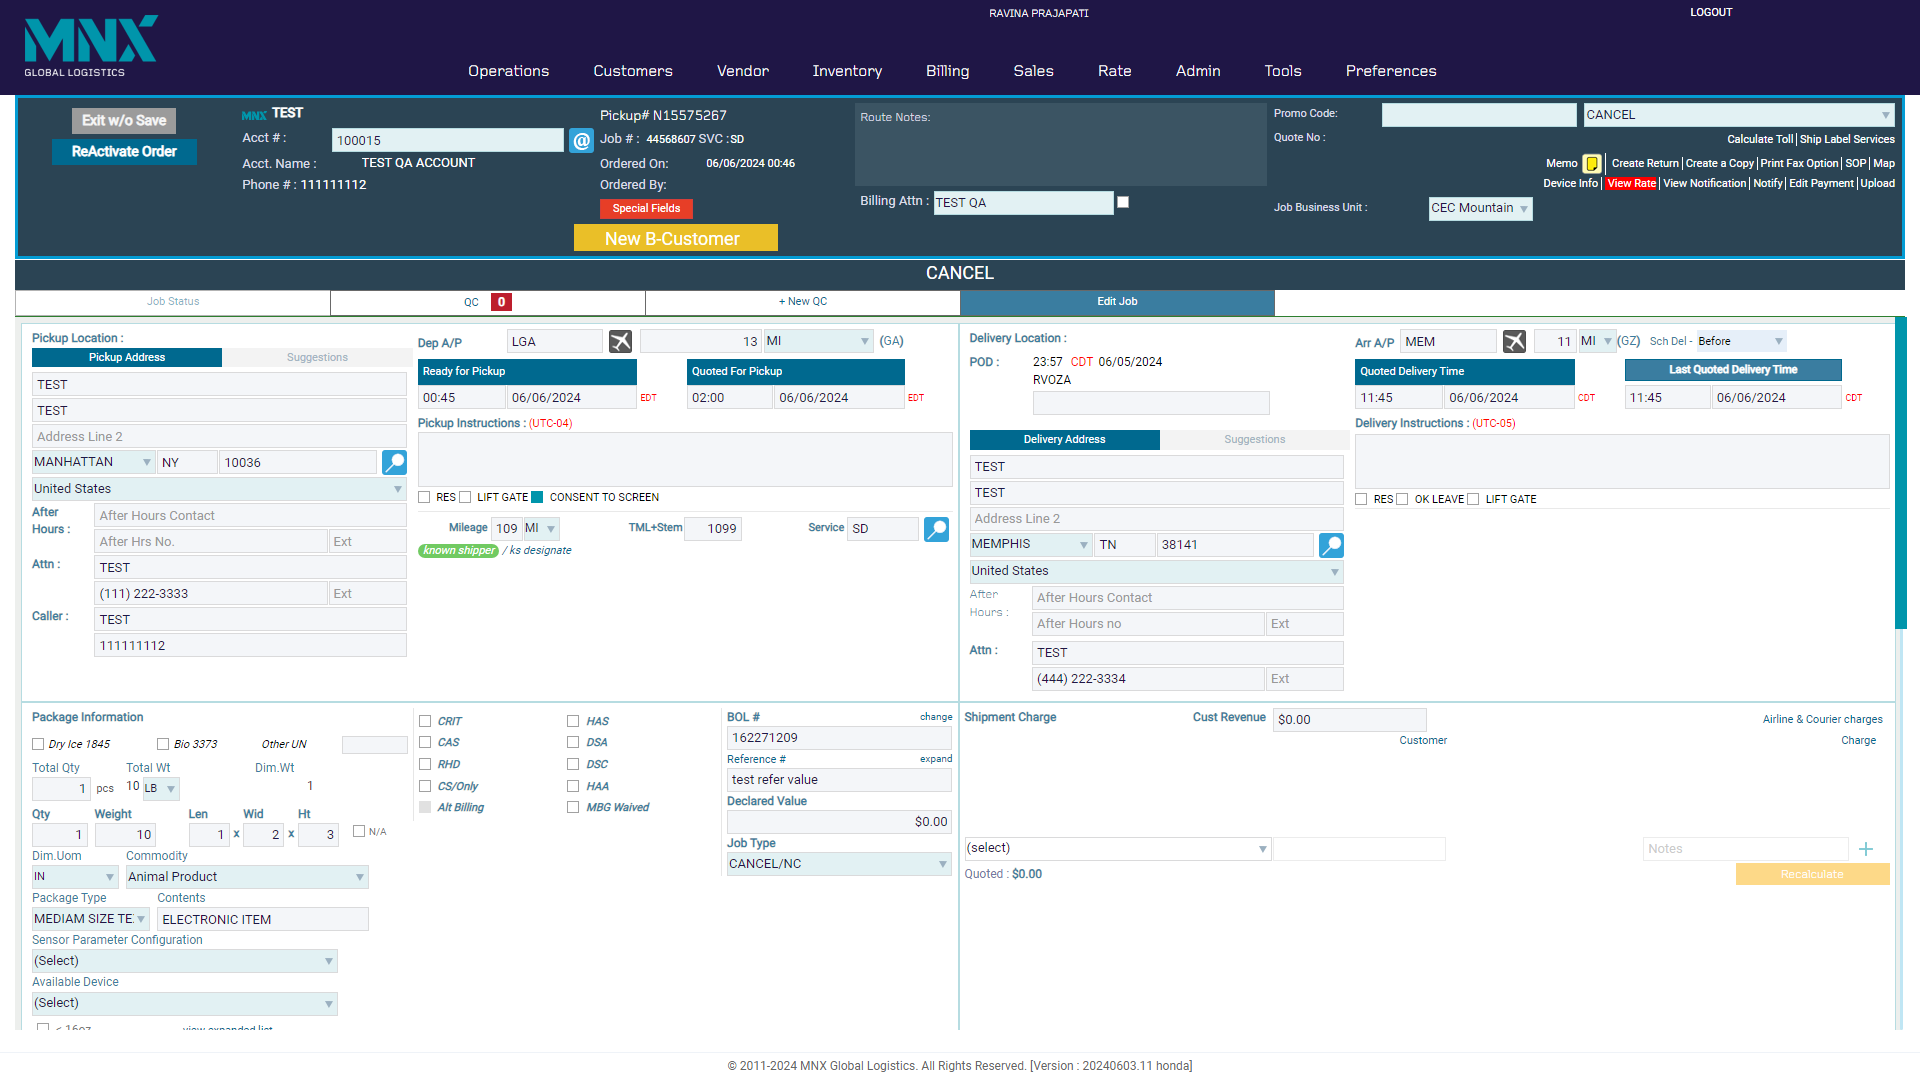 MNX
GLOBAL LOGISTICS
RAVINA PRAJAPATI
LOGOUT
Operations Customers Vendor Inventory Billing Sales Rate Admin Tools Preferences
Exit w/o Save
ReActivate Order
MNX TEST
Acct # : 100015 @
Acct. Name : TEST QA ACCOUNT
Phone # : 111111112
Pickup# N15575267
Job # : 44568607 SVC : SD
Ordered On: 06/06/2024 00:46
Ordered By:
Special Fields
New B-Customer
Route Notes:
Billing Attn : TEST QA
Promo Code: CANCEL
Quote No :
Calculate Toll | Ship Label Services
Memo | Create Return | Create a Copy | Print Fax Option | SOP | Map
Device Info | View Rate | View Notification | Notify | Edit Payment | Upload
Job Business Unit : CEC Mountain
CANCEL
Job Status
QC 0
+ New QC
Edit Job
Pickup Location :
Pickup Address Suggestions
TEST
TEST
Address Line 2
MANHATTAN NY 10036
United States
After Hours : After Hours Contact
After Hrs No. Ext
Attn : TEST
(111) 222-3333 Ext
Caller : TEST
111111112
Dep A/P LGA 13 MI (GA)
Ready for Pickup Quoted For Pickup
00:45 06/06/2024 EDT 02:00 06/06/2024 EDT
Pickup Instructions : (UTC-04)
RES LIFT GATE CONSENT TO SCREEN
Mileage 109 MI TML+Stem 1099 Service SD
known shipper / ks designate
Delivery Location :
POD : 23:57 CDT 06/05/2024
RVOZA
Delivery Address Suggestions
TEST
TEST
Address Line 2
MEMPHIS TN 38141
United States
After Hours : After Hours Contact
After Hours no Ext
Attn : TEST
(444) 222-3334 Ext
Arr A/P MEM 11 MI (GZ) Sch Del - Before
Quoted Delivery Time Last Quoted Delivery Time
11:45 06/06/2024 CDT 11:45 06/06/2024 CDT
Delivery Instructions : (UTC-05)
RES OK LEAVE LIFT GATE
Package Information
Dry Ice 1845 Bio 3373 Other UN
Total Qty Total Wt Dim.Wt
1 pcs 10 LB 1
Qty Weight Len Wid Ht
1 10 1 x 2 x 3 N/A
Dim.Uom Commodity
IN Animal Product
Package Type Contents
MEDIAM SIZE TE: ELECTRONIC ITEM
Sensor Parameter Configuration
(Select)
Available Device
(Select)
< 16oz view expanded list
CRIT HAS
CAS DSA
RHD DSC
CS/Only HAA
Alt Billing MBG Waived
BOL # change
162271209
Reference # expand
test refer value
Declared Value
$0.00
Job Type
CANCEL/NC
Shipment Charge Cust Revenue $0.00 Airline & Courier charges
Customer Charge
(select) Notes +
Quoted : $0.00 Recalculate
© 2011-2024 MNX Global Logistics. All Rights Reserved. [Version : 20240603.11 honda]